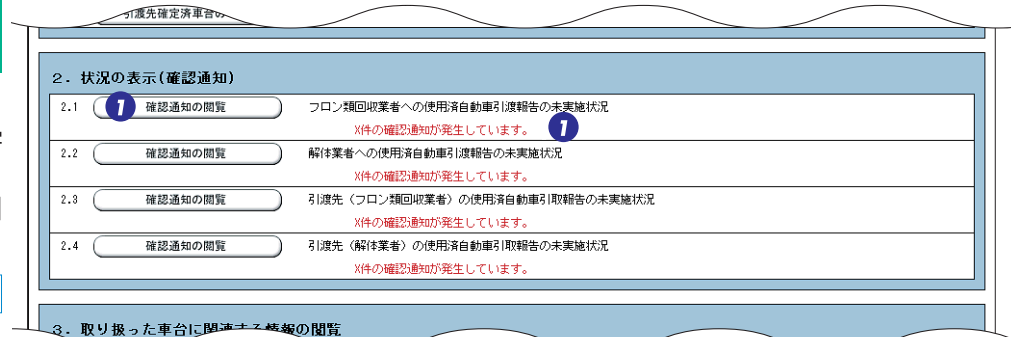 引渡先確定済車台の
2．状況の表示(確認通知)
2.1 1 確認通知の閲覧 フロン類回収業者への使用済自動車引渡報告の未実施状況
X件の確認通知が発生しています。 1
2.2 確認通知の閲覧 解体業者への使用済自動車引渡報告の未実施状況
X件の確認通知が発生しています。
2.3 確認通知の閲覧 引渡先（フロン類回収業者）の使用済自動車引取報告の未実施状況
X件の確認通知が発生しています。
2.4 確認通知の閲覧 引渡先（解体業者）の使用済自動車引取報告の未実施状況
X件の確認通知が発生しています。
3．取り扱った車台に関連する情報の閲覧